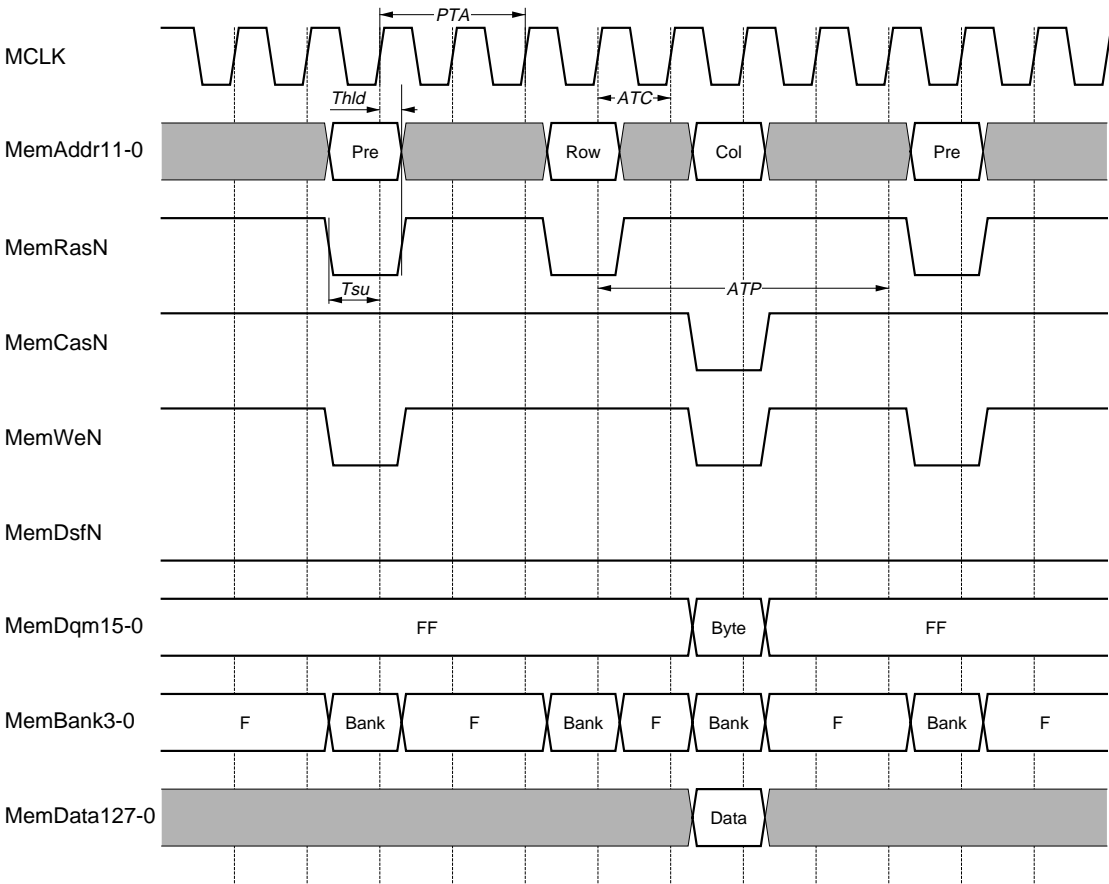 PTA
MCLK
Thld
ATC
MemAddr11-0
Pre
Row
Col
Pre
MemRasN
Tsu
ATP
MemCasN
MemWeN
MemDsfN
MemDqm15-0
FF
Byte
FF
MemBank3-0
F
Bank
F
Bank
F
Bank
F
Bank
F
MemData127-0
Data